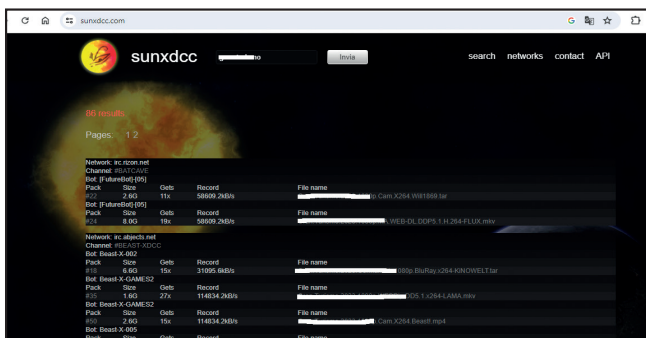 sunxdcc.com
sunxdcc no Invia search networks contact API
88 results
Pages. 1 2
Network: irc.rizon.net
Channel: #BATCAVE
Bot: [FutureBot]-[05]
Pack Size Gets Record File name
#22 2.6G 11x 58609.2kB/s p Cam.X264.Will1869.tar
Bot: [FutureBot]-[05]
Pack Size Gets Record File name
#24 8.0G 19x 58609.2kB/s A.WEB-DL.DDP5.1.H.264-FLUX.mkv
Network: irc.abjects.net
Channel: #BEAST-XDCC
Bot: Beast-X-002
Pack Size Gets Record File name
#18 6.6G 15x 31095.6kB/s 080p.BluRay.x264-KiNOWELT.tar
Bot: Beast-X-GAMES2
Pack Size Gets Record File name
#35 1.6G 27x 114834.2kB/s DD5.1.x264-LAMA.mkv
Bot: Beast-X-GAMES2
Pack Size Gets Record File name
#50 2.6G 15x 114834.2kB/s Cam.X264.BeastIt.mp4
Bot: Beast-X-005
Pack Size Gets Record File name